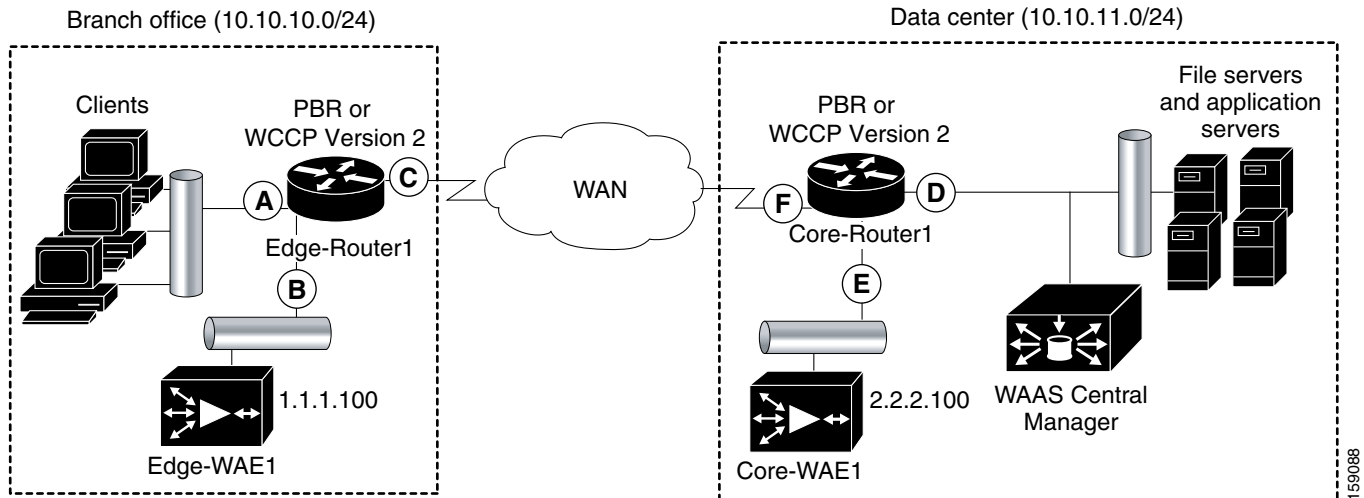 Branch office (10.10.10.0/24)
Data center (10.10.11.0/24)
Clients
PBR or
WCCP Version 2
A
C
Edge-Router1
B
1.1.1.100
Edge-WAE1
WAN
PBR or
WCCP Version 2
F
D
Core-Router1
E
2.2.2.100
Core-WAE1
File servers
and application
servers
WAAS Central
Manager
159088